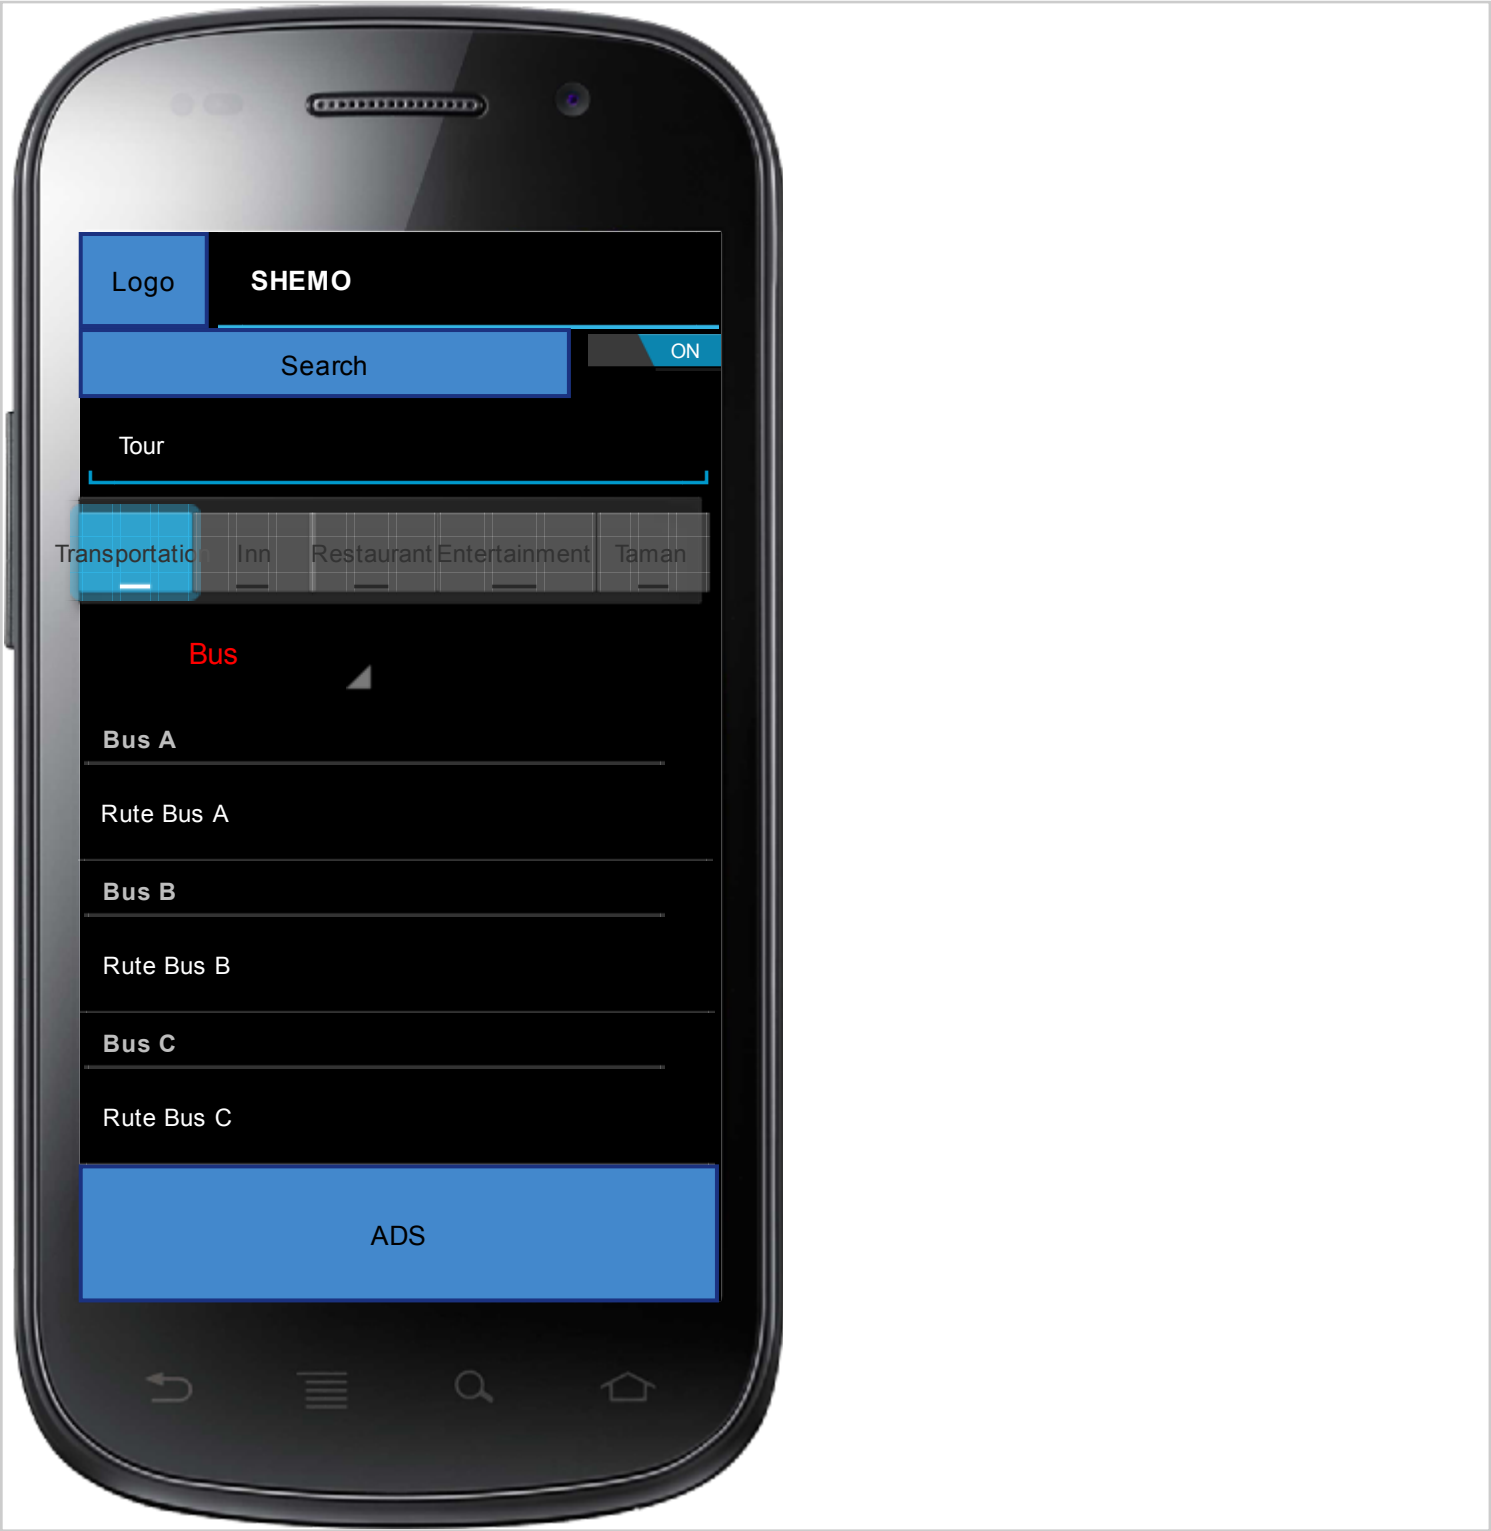 Logo
SHEMO
Search
ON
Tour
Transportation Inn Restaurant Entertainment Taman
Bus
Bus A
Rute Bus A
Bus B
Rute Bus B
Bus C
Rute Bus C
ADS